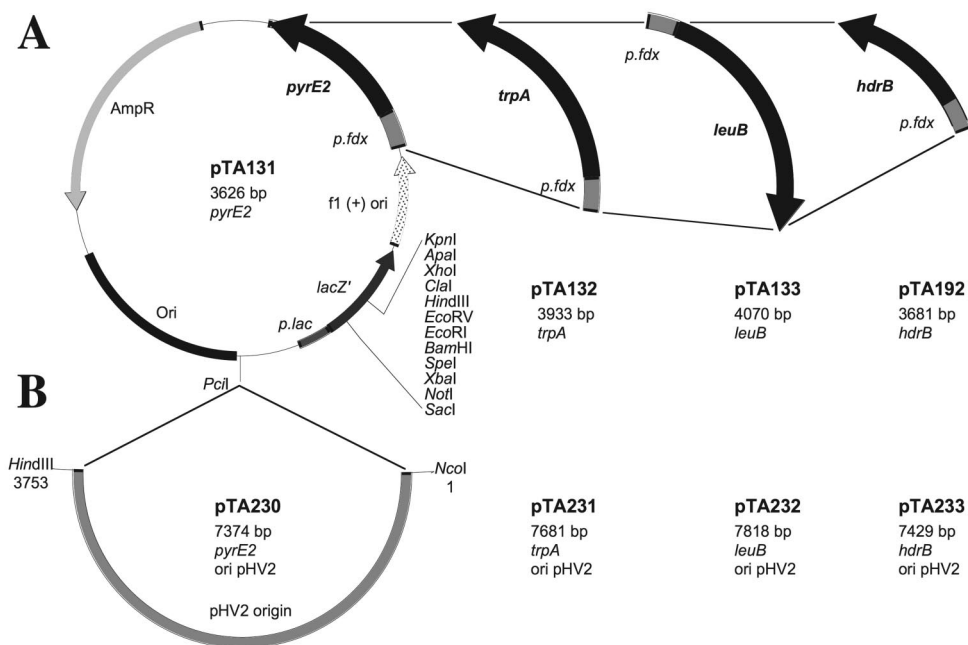 A
AmpR
pyrE2
p.fdx
pTA131
3626 bp
pyrE2
f1 (+) ori
lacZ'
p.lac
Ori
PciI
KpnI
ApaI
XhoI
ClaI
HindIII
EcoRV
EcoRI
BamHI
SpeI
XbaI
NotI
SacI
trpA
p.fdx
pTA132
3933 bp
trpA
p.fdx
leuB
pTA133
4070 bp
leuB
hdrB
p.fdx
pTA192
3681 bp
hdrB
B
HindIII
3753
NcoI
1
pTA230
7374 bp
pyrE2
ori pHV2
pHV2 origin
pTA231
7681 bp
trpA
ori pHV2
pTA232
7818 bp
leuB
ori pHV2
pTA233
7429 bp
hdrB
ori pHV2